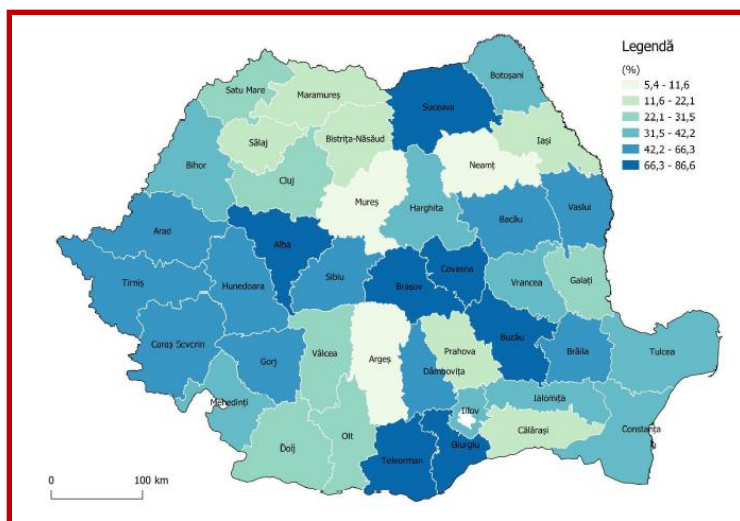 Legendă
(%)
5,4 - 11,6
11,6 - 22,1
22,1 - 31,5
31,5 - 42,2
42,2 - 66,3
66,3 - 86,6
Botoșani
Satu Mare
Maramureș
Suceava
Sălaj
Bistrița-Năsăud
Iași
Bihor
Neamț
Cluj
Mureș
Harghita
Vaslui
Bacău
Arad
Alba
Covasna
Timiș
Hunedoara
Sibiu
Brașov
Vrancea
Galați
Caraș Severin
Buzău
Gorj
Vâlcea
Argeș
Prahova
Brăila
Tulcea
Dâmbovița
Mehedinți
Ialomița
Ilfov
Constanța
Călărași
Olt
Dolj
Giurgiu
Teleorman
0 100 km